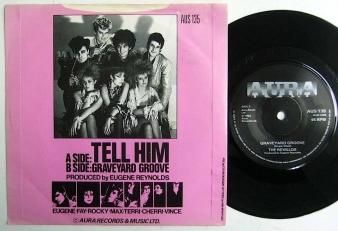 AUS 135
A SIDE: TELL HIM
B SIDE: GRAVEYARD GROOVE
PRODUCED by EUGENE REYNOLDS
EUGENE·FAY·ROCKY·MAX·TERRI·CHERRI·VINCE
© AURA RECORDS & MUSIC LTD.
AURA
AUS·135
45 RPM
GRAVEYARD GROOVE
THE REVILLOS